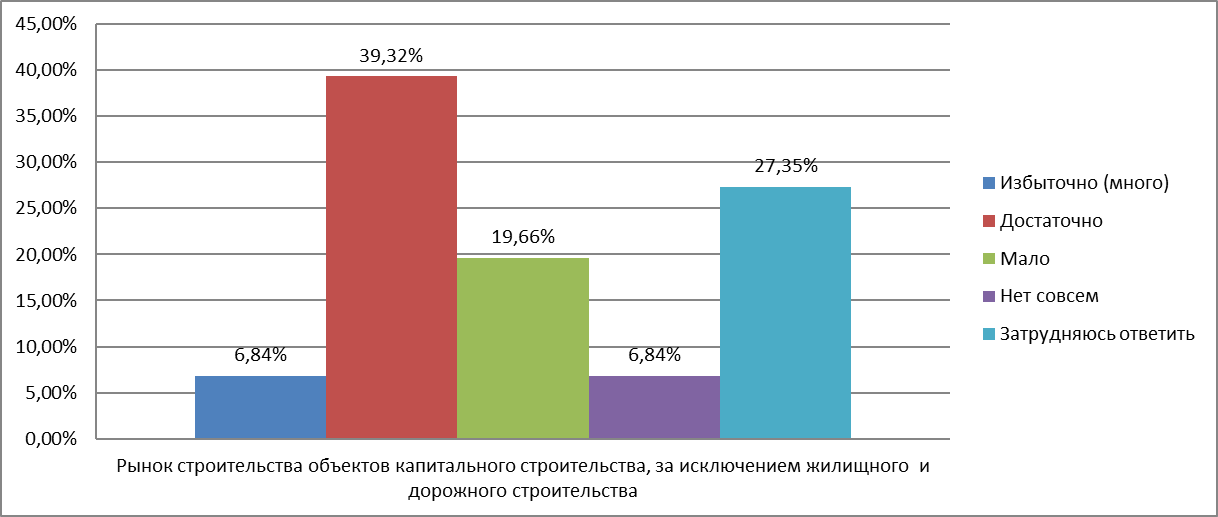 45,00%
40,00%
35,00%
30,00%
25,00%
20,00%
15,00%
10,00%
5,00%
0,00%
6,84%
39,32%
19,66%
6,84%
27,35%
Рынок строительства объектов капитального строительства, за исключением жилищного и
дорожного строительства
Избыточно (много)
Достаточно
Мало
Нет совсем
Затрудняюсь ответить